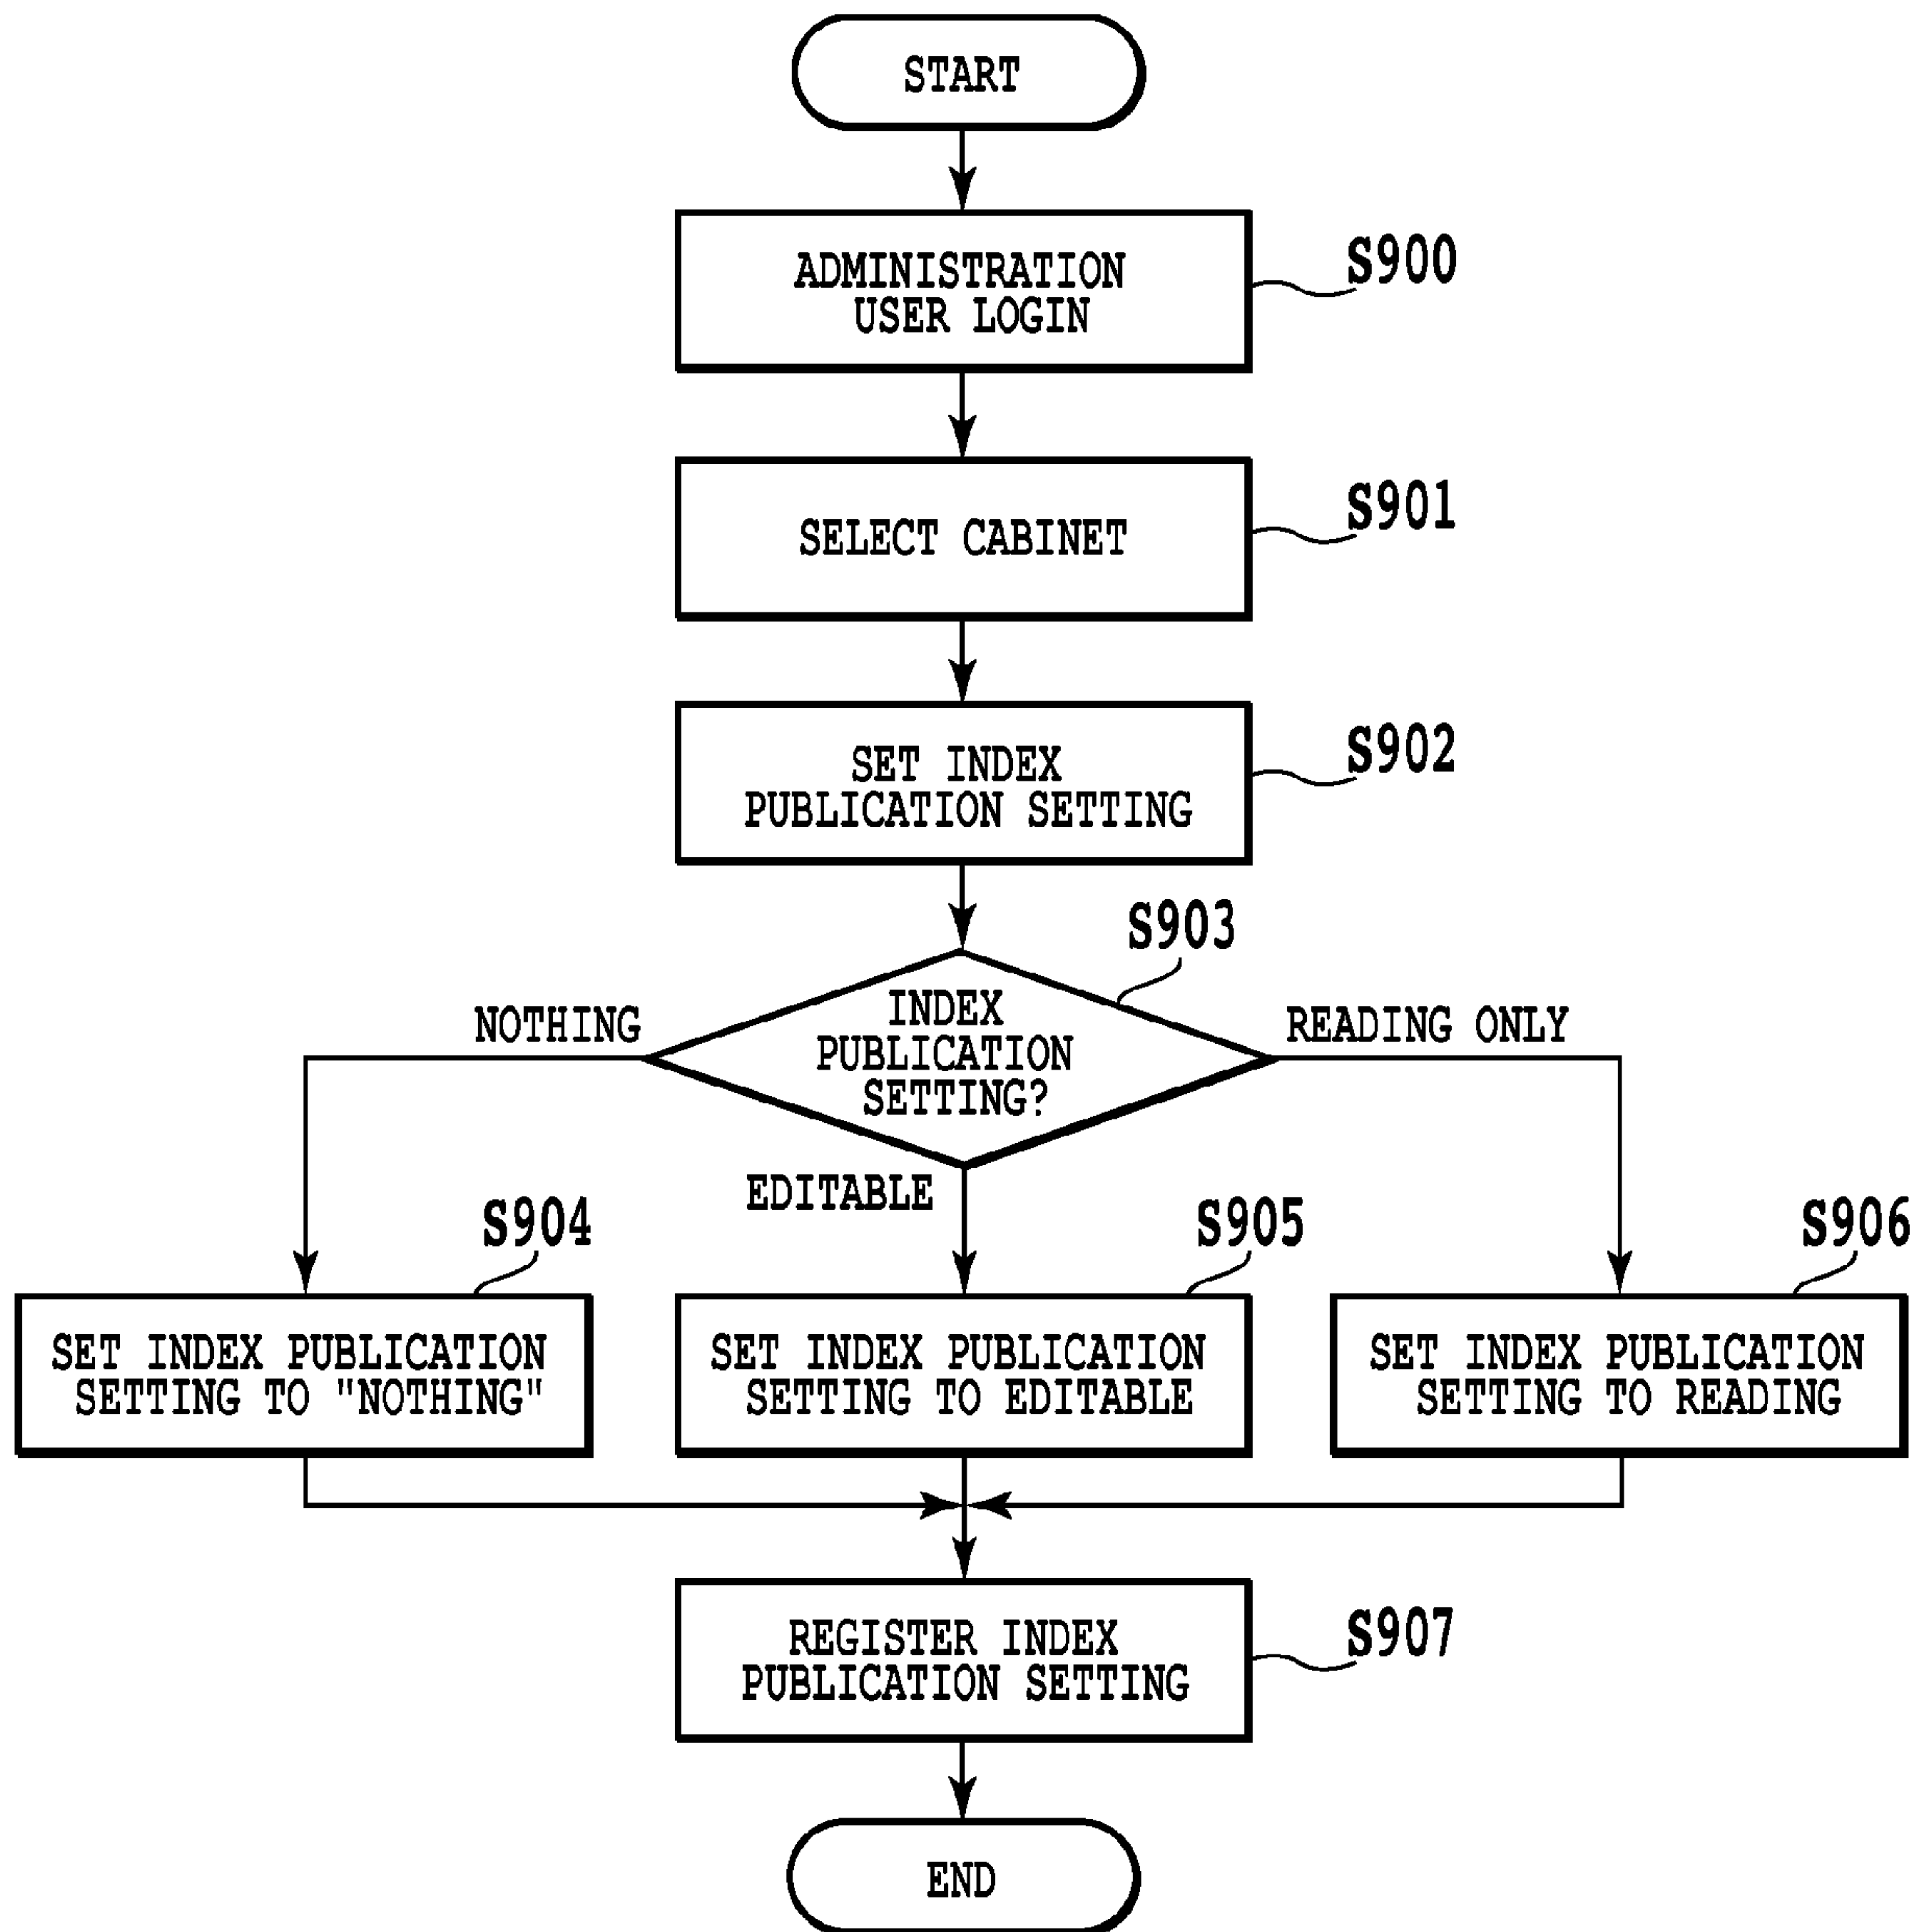 START
ADMINISTRATION
USER LOGIN
S900
SELECT CABINET
S901
SET INDEX
PUBLICATION SETTING
S902
S903
INDEX
PUBLICATION
SETTING?
NOTHING
READING ONLY
EDITABLE
S904
S905
S906
SET INDEX PUBLICATION
SETTING TO "NOTHING"
SET INDEX PUBLICATION
SETTING TO EDITABLE
SET INDEX PUBLICATION
SETTING TO READING
REGISTER INDEX
PUBLICATION SETTING
S907
END